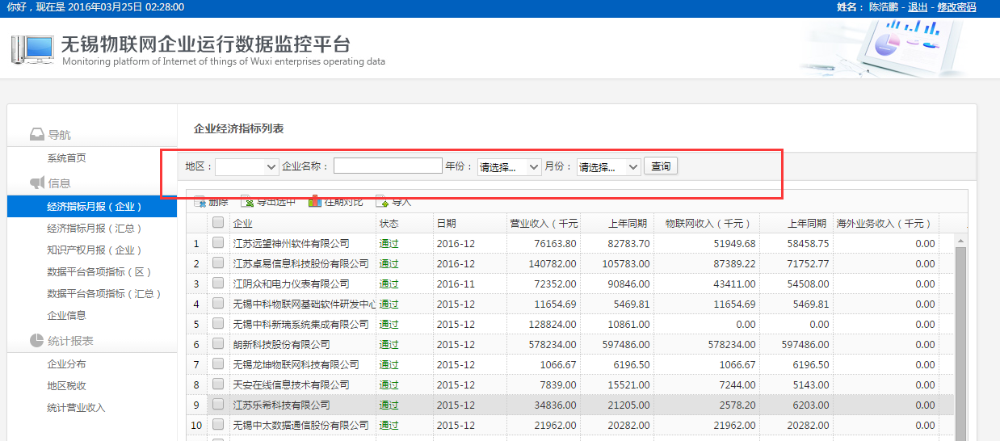 你好，现在是 2016年03月25日 02:28:00
姓名： 陈浩鹏 - 退出 - 修改密码
无锡物联网企业运行数据监控平台
Monitoring platform of Internet of things of Wuxi enterprises operating data
导航
系统首页
信息
经济指标月报（企业）
经济指标月报（汇总）
知识产权月报（企业）
数据平台各项指标（区）
数据平台各项指标（汇总）
企业信息
统计报表
企业分布
地区税收
统计营业收入
企业经济指标列表
地区： 企业名称： 年份： 请选择... 月份： 请选择... 查询
删除 导出选中 往期对比 导入
企业 状态 日期 营业收入（千元 上年同期 物联网收入（千元） 上年同期 海外业务收入（千元）
1 江苏远望神州软件有限公司 通过 2016-12 76163.80 82783.70 51949.68 58458.75 0.00
2 江苏卓易信息科技股份有限公司 通过 2016-12 140782.00 105783.00 87389.22 71752.77 0.00
3 江阴众和电力仪表有限公司 通过 2016-11 72352.00 90846.00 43411.00 54508.00 0.00
4 无锡中科物联网基础软件研发中心 通过 2015-12 11654.69 5469.81 11654.69 5469.81 0.00
5 无锡中科新瑞系统集成有限公司 通过 2015-12 128824.00 10861.00 0.00 0.00 0.00
6 朗新科技股份有限公司 通过 2015-12 578234.00 597486.00 578234.00 597486.00 0.00
7 无锡龙坤物联网科技有限公司 通过 2015-12 1066.67 6196.50 1066.67 6196.50 0.00
8 天安在线信息技术有限公司 通过 2015-12 7839.00 15521.00 7244.00 5143.00 0.00
9 江苏乐希科技有限公司 通过 2015-12 34836.00 21205.00 2578.20 6203.00 0.00
10 无锡中太数据通信股份有限公司 通过 2015-12 21962.00 20282.00 21962.00 20282.00 0.00